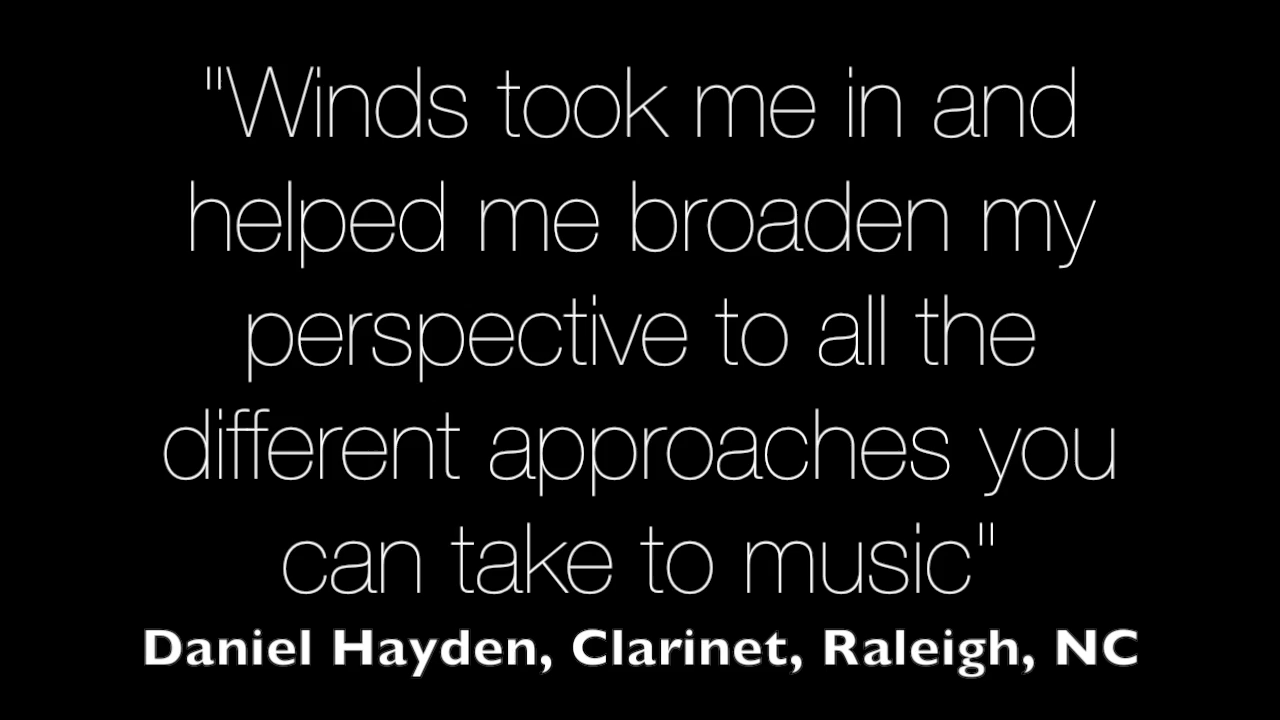 "Winds took me in and
helped me broaden my
perspective to all the
different approaches you
can take to music"
Daniel Hayden, Clarinet, Raleigh, NC